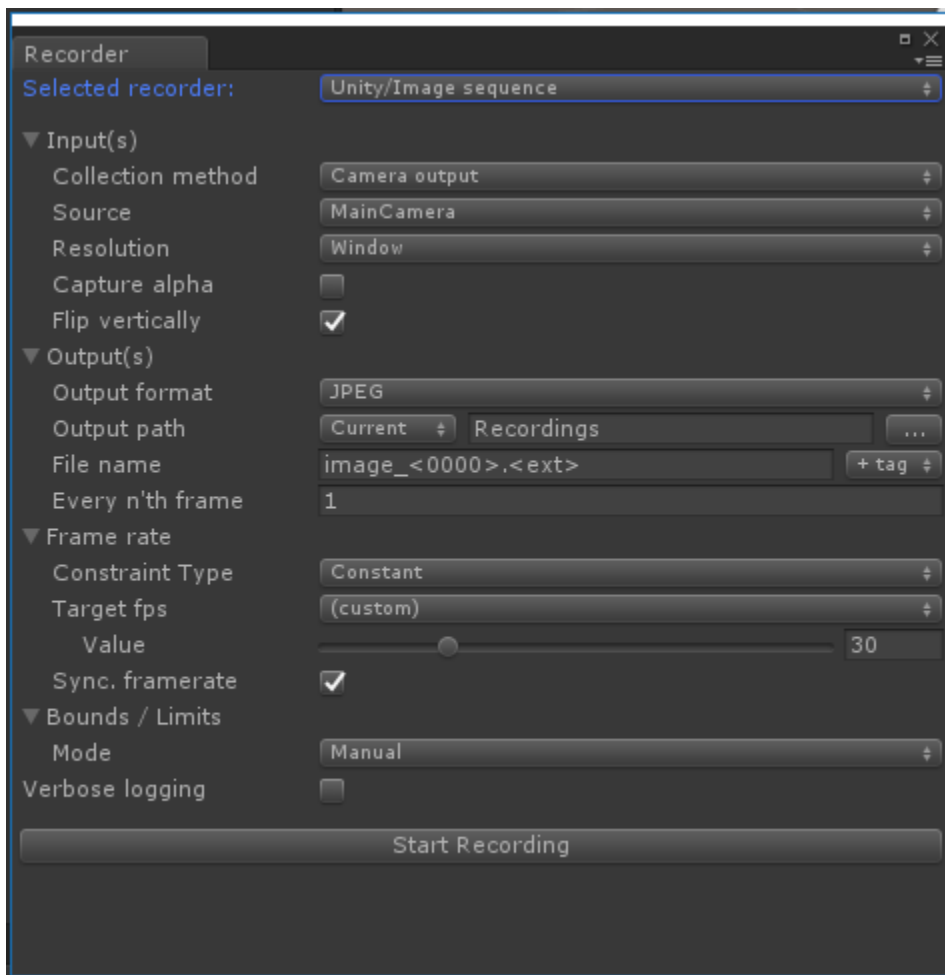 Recorder
Selected recorder: Unity/Image sequence
Input(s)
Collection method Camera output
Source MainCamera
Resolution Window
Capture alpha
Flip vertically
Output(s)
Output format JPEG
Output path Current Recordings ...
File name image_<0000>.<ext> + tag
Every n'th frame 1
Frame rate
Constraint Type Constant
Target fps (custom)
Value 30
Sync. framerate
Bounds / Limits
Mode Manual
Verbose logging
Start Recording